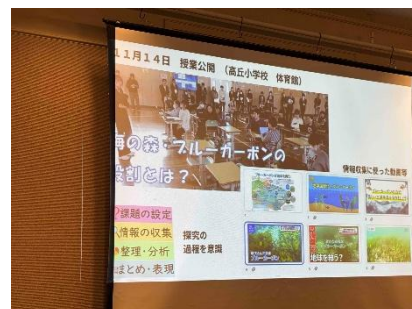 11月14日 授業公開 (高丘小学校 体育館)
海の森・ブルーカーボンの
役割とは?
情報収集に使った動画等
課題の設定
情報の収集
整理・分析
まとめ・表現
探究の
過程を意識
ブルーカーボン
地球を救う?